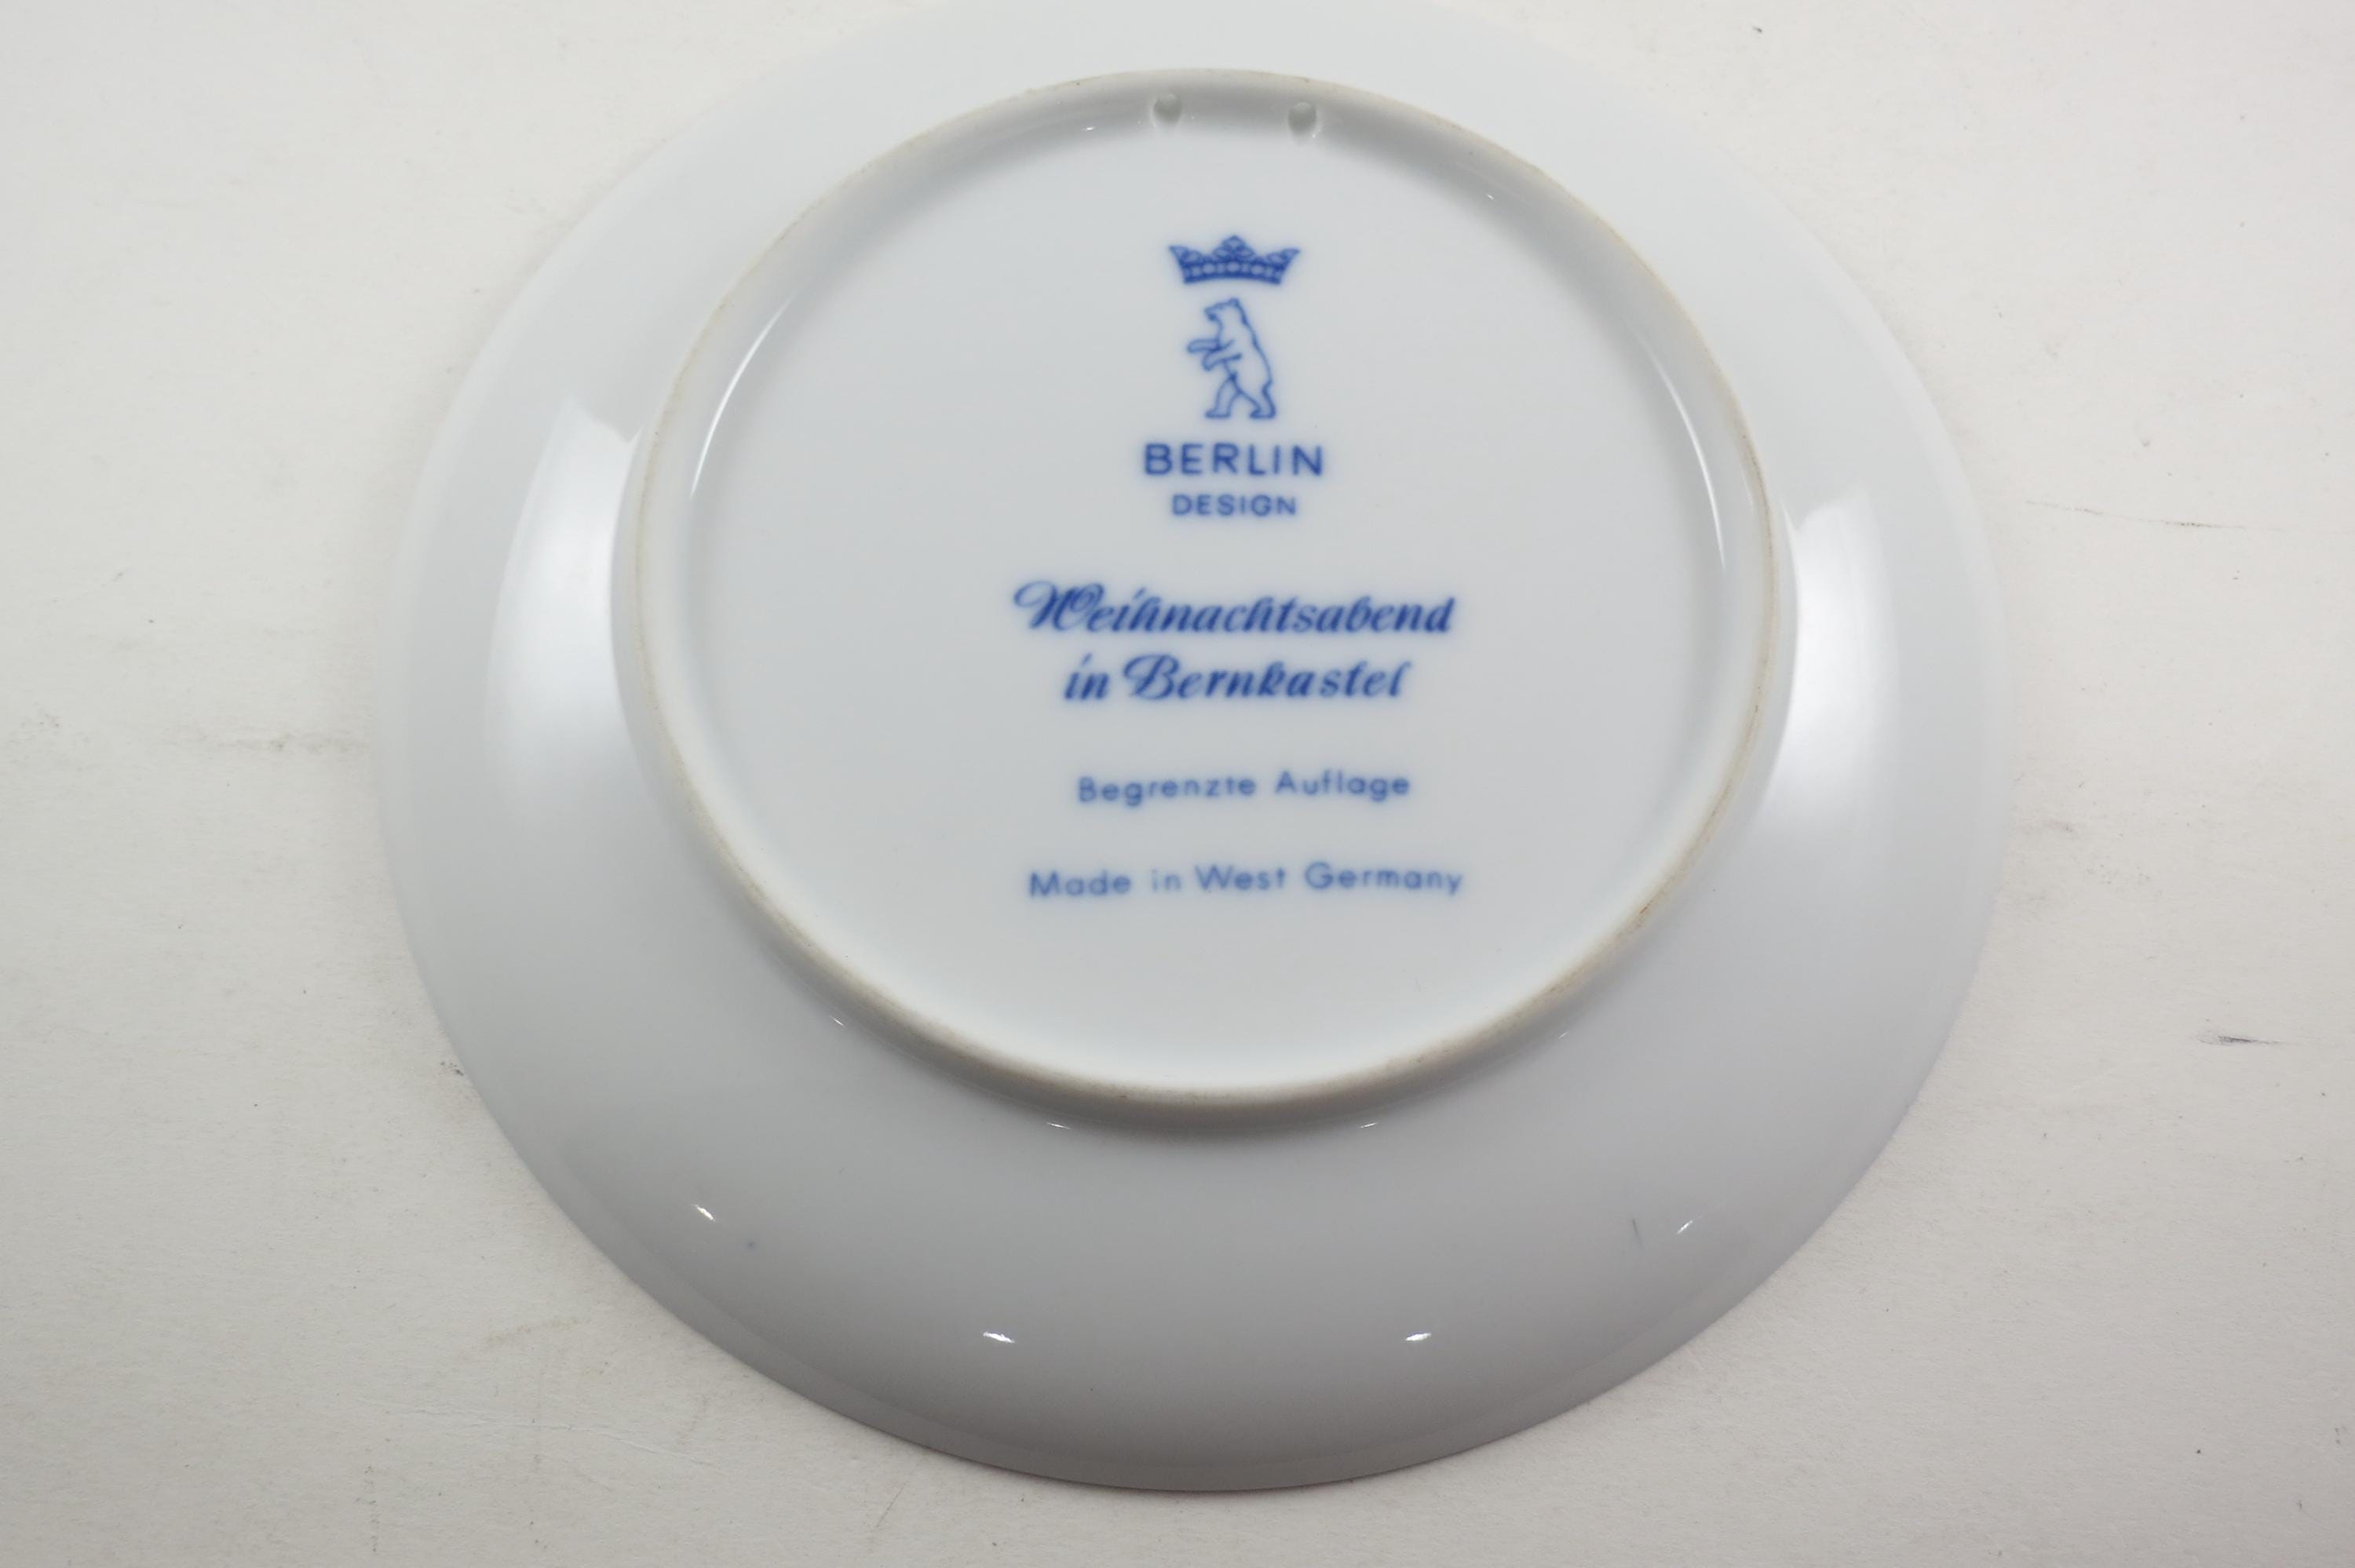 BERLIN
DESIGN
Weihnachtsabend
in Bernkastel
Begrenzte Auflage
Made in West Germany